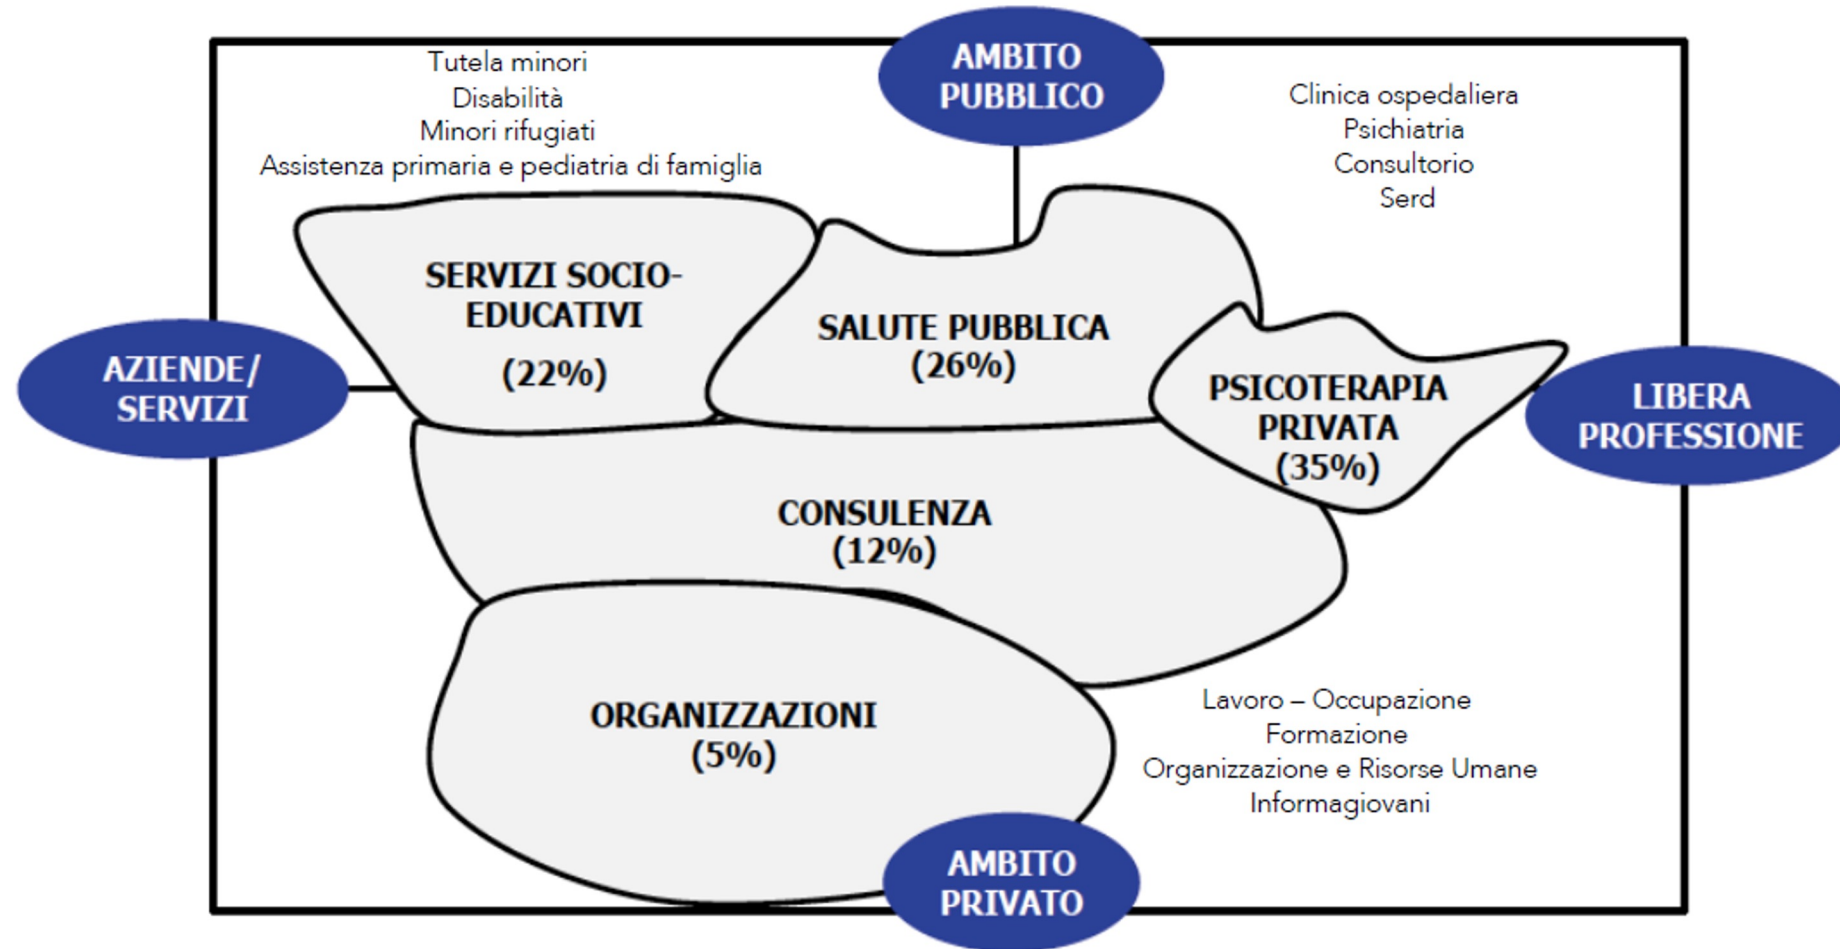 Tutela minori
Disabilità
Minori rifugiati
Assistenza primaria e pediatria di famiglia
AMBITO
PUBBLICO
Clinica ospedaliera
Psichiatria
Consultorio
Serd
SERVIZI SOCIO-
EDUCATIVI
(22%)
SALUTE PUBBLICA
(26%)
AZIENDE/
SERVIZI
PSICOTERAPIA
PRIVATA
(35%)
LIBERA
PROFESSIONE
CONSULENZA
(12%)
ORGANIZZAZIONI
(5%)
Lavoro – Occupazione
Formazione
Organizzazione e Risorse Umane
Informagiovani
AMBITO
PRIVATO